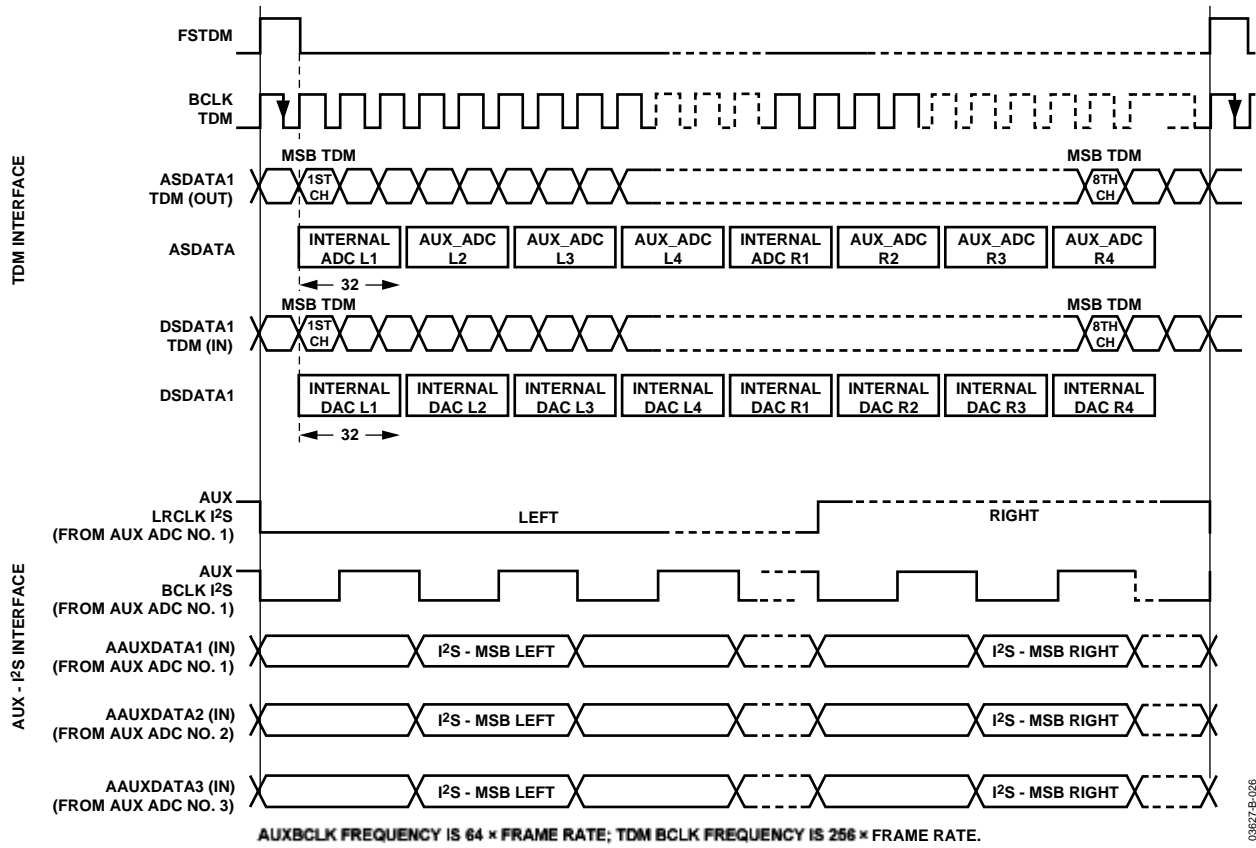 TDM INTERFACE
FSTDM
BCLK
TDM
MSB TDM
MSB TDM
ASDATA1
TDM (OUT)
1ST
CH
8TH
CH
ASDATA
INTERNAL
ADC L1
AUX_ADC
L2
AUX_ADC
L3
AUX_ADC
L4
INTERNAL
ADC R1
AUX_ADC
R2
AUX_ADC
R3
AUX_ADC
R4
32
MSB TDM
MSB TDM
DSDATA1
TDM (IN)
1ST
CH
8TH
CH
DSDATA1
INTERNAL
DAC L1
INTERNAL
DAC L2
INTERNAL
DAC L3
INTERNAL
DAC L4
INTERNAL
DAC R1
INTERNAL
DAC R2
INTERNAL
DAC R3
INTERNAL
DAC R4
32
AUX - I²S INTERFACE
AUX
LRCLK I²S
(FROM AUX ADC NO. 1)
LEFT
RIGHT
AUX
BCLK I²S
(FROM AUX ADC NO. 1)
AAUXDATA1 (IN)
(FROM AUX ADC NO. 1)
I²S - MSB LEFT
I²S - MSB RIGHT
AAUXDATA2 (IN)
(FROM AUX ADC NO. 2)
I²S - MSB LEFT
I²S - MSB RIGHT
AAUXDATA3 (IN)
(FROM AUX ADC NO. 3)
I²S - MSB LEFT
I²S - MSB RIGHT
AUXBCLK FREQUENCY IS 64 × FRAME RATE; TDM BCLK FREQUENCY IS 256 × FRAME RATE.
03627-B-026